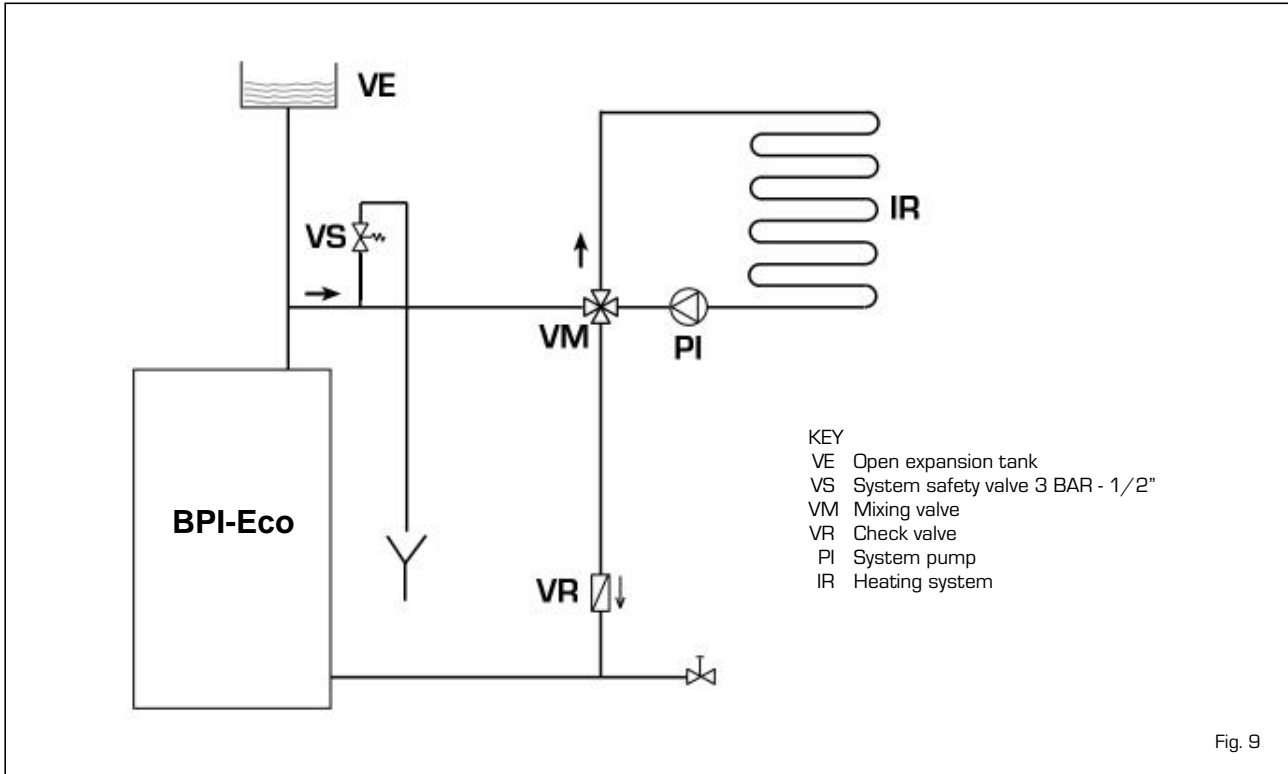 VE
VS
IR
VM
PI
BPI-Eco
VR
KEY
VE Open expansion tank
VS System safety valve 3 BAR - 1/2”
VM Mixing valve
VR Check valve
PI System pump
IR Heating system
Fig. 9